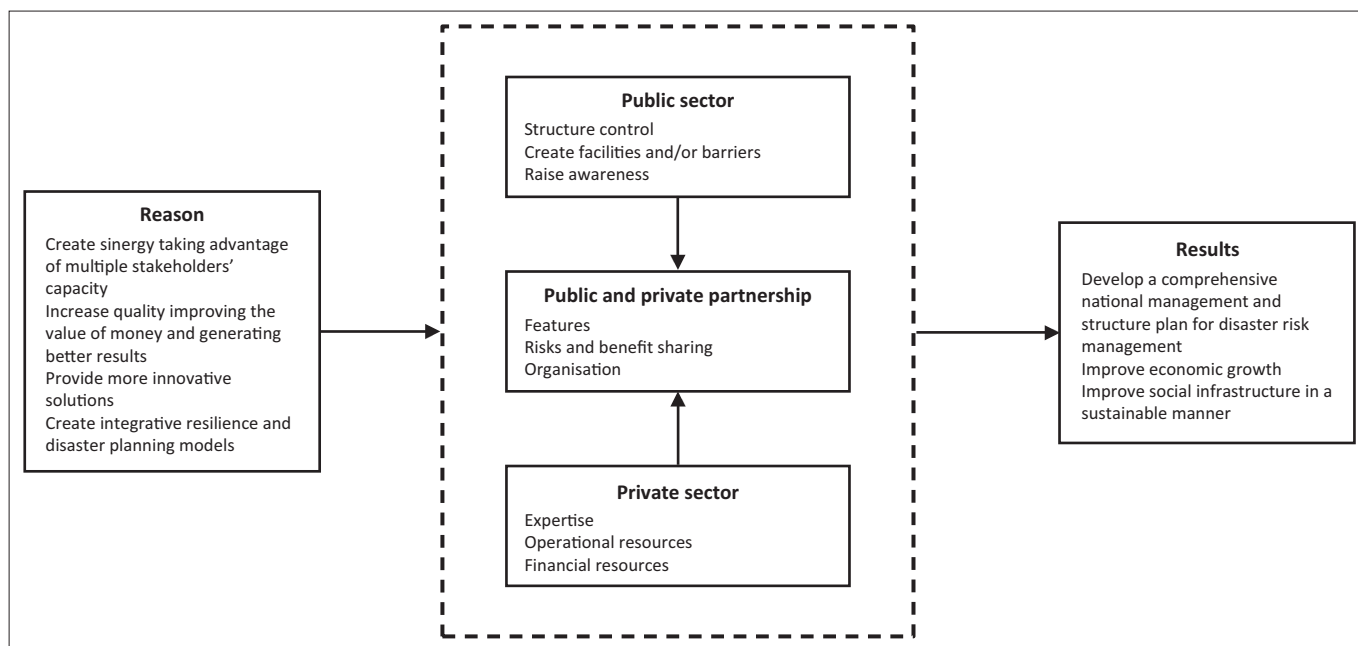 Reason
Create sinergy taking advantage
of multiple stakeholders’
capacity
Increase quality improving the
value of money and generating
better results
Provide more innovative
solutions
Create integrative resilience and
disaster planning models
Public sector
Structure control
Create facilities and/or barriers
Raise awareness
Public and private partnership
Features
Risks and benefit sharing
Organisation
Private sector
Expertise
Operational resources
Financial resources
Results
Develop a comprehensive
national management and
structure plan for disaster risk
management
Improve economic growth
Improve social infrastructure in a
sustainable manner